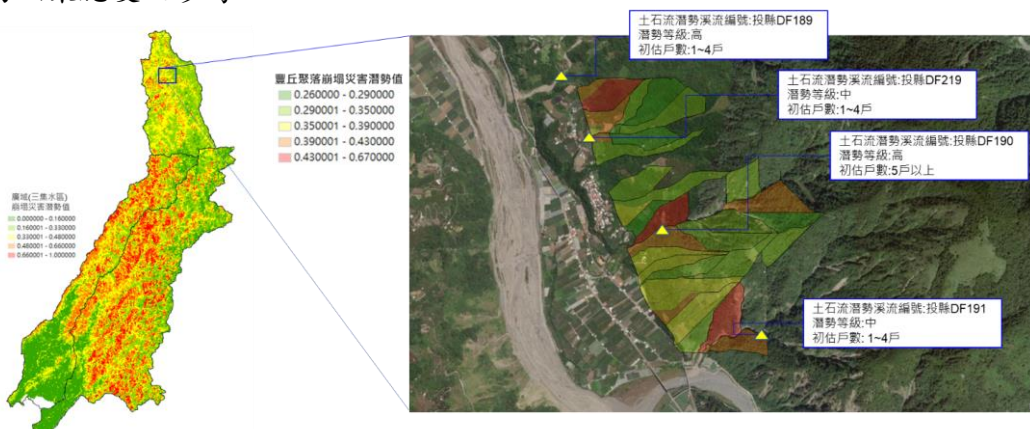 土石流潛勢溪流編號:投縣DF189
潛勢等級:高
初估戶數:1~4戶
豐丘聚落崩塌災害潛勢值
0.260000 - 0.290000
0.290001 - 0.350000
0.350001 - 0.390000
0.390001 - 0.430000
0.430001 - 0.670000
土石流潛勢溪流編號:投縣DF219
潛勢等級:中
初估戶數:1~4戶
土石流潛勢溪流編號:投縣DF190
潛勢等級:高
初估戶數:5戶以上
廣域(三集水區)
崩塌災害潛勢值
0.000000 - 0.160000
0.160001 - 0.330000
0.330001 - 0.480000
0.480001 - 0.660000
0.660001 - 1.000000
土石流潛勢溪流編號:投縣DF191
潛勢等級:中
初估戶數: 1~4戶